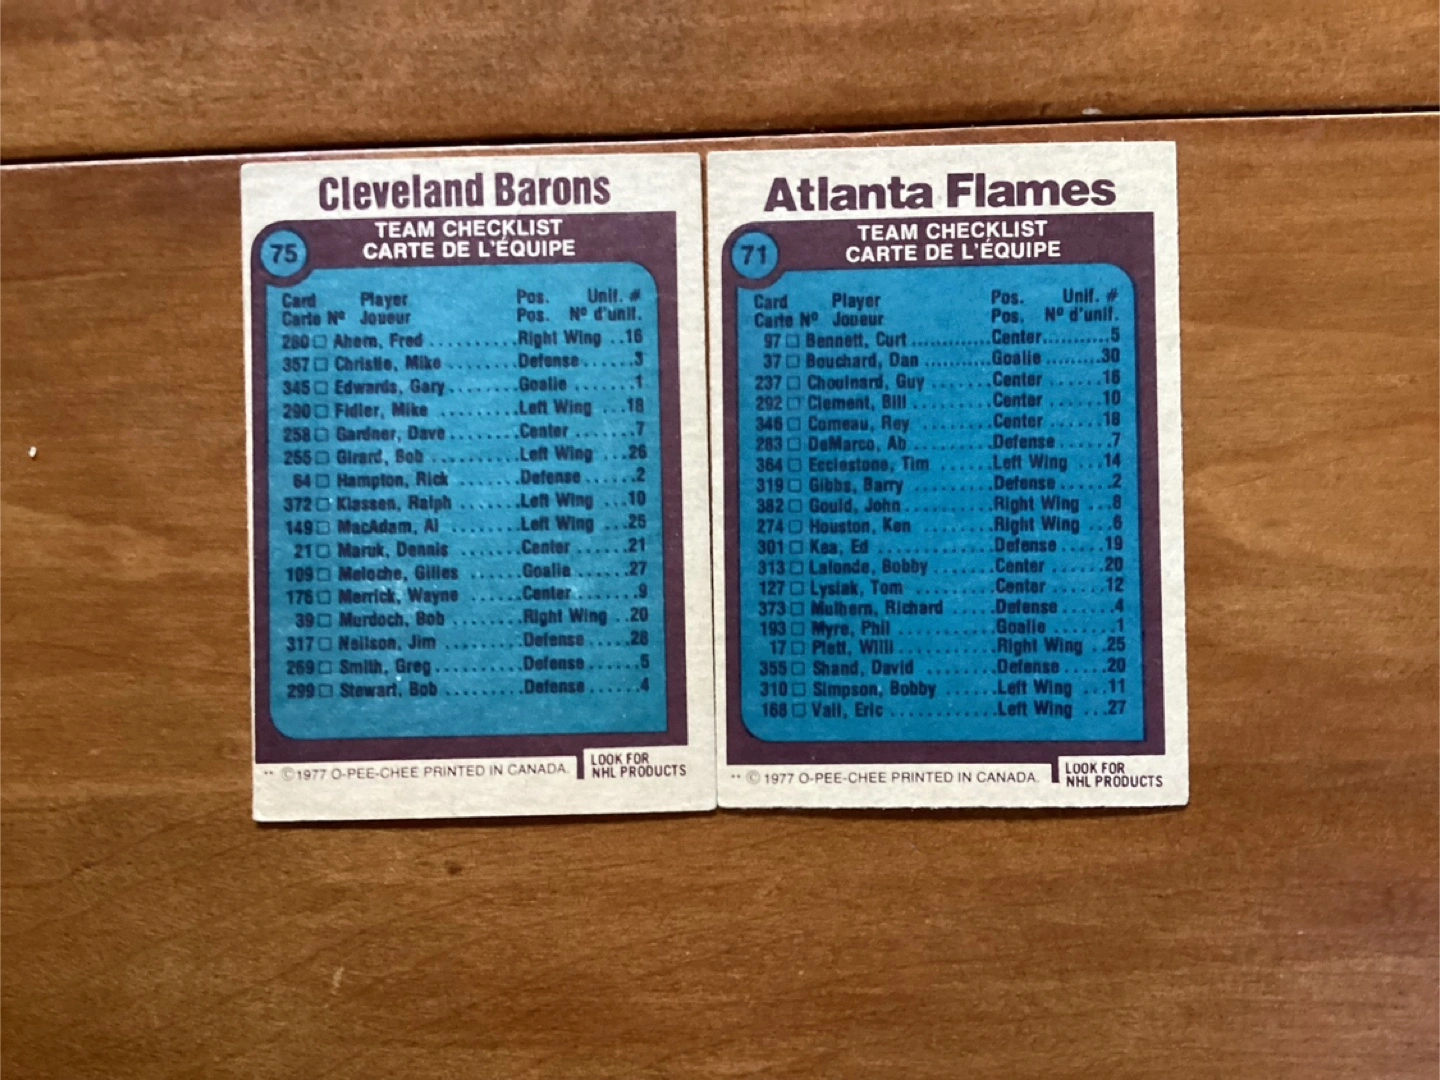 Cleveland Barons
TEAM CHECKLIST
CARTE DE L'ÉQUIPE
75
Card Player Pos. Unif. #
Carte Nº Joueur Pos. Nº d'unif.
280 □ Ahern, Fred ..........Right Wing ..16
357 □ Christie, Mike ........Defense......3
345 □ Edwards, Gary........Goalie .......1
290 □ Fidler, Mike .........Left Wing ...18
258 □ Gardner, Dave.......Center.......7
255 □ Girard, Bob ..........Left Wing ...26
64 □ Hampton, Rick .......Defense......2
372 □ Klassen, Ralph .......Left Wing ...10
149 □ MacAdam, Al ........Left Wing ...25
21 □ Maruk, Dennis .......Center......21
109 □ Meloche, Gilles ......Goalie ......27
176 □ Merrick, Wayne .....Center.......9
39 □ Murdoch, Bob .......Right Wing ..20
317 □ Neilson, Jim .........Defense.....28
269 □ Smith, Greg..........Defense......5
299 □ Stewart, Bob .........Defense......4
** ©1977 O-PEE-CHEE PRINTED IN CANADA.
LOOK FOR
NHL PRODUCTS
Atlanta Flames
TEAM CHECKLIST
CARTE DE L'ÉQUIPE
71
Card Player Pos. Unif. #
Carte Nº Joueur Pos. Nº d'unif.
97 □ Bennett, Curt ............Center...........5
37 □ Bouchard, Dan ..........Goalie .........30
237 □ Chouinard, Guy ......Center ......16
292 □ Clement, Bill .........Center ......10
346 □ Comeau, Rey ........Center ......18
283 □ DeMarco, Ab ........Defense......7
364 □ Ecclestone, Tim ......Left Wing ...14
319 □ Gibbs, Barry .........Defense......2
382 □ Gould, John..........Right Wing ...8
274 □ Houston, Ken ........Right Wing ...6
301 □ Kea, Ed .............Defense.....19
313 □ Lalonde, Bobby ......Center ......20
127 □ Lysiak, Tom .........Center ......12
373 □ Mulhern, Richard .....Defense......4
193 □ Myre, Phil ...........Goalie .......1
17 □ Plett, Willi ...........Right Wing ..25
355 □ Shand, David ........Defense.....20
310 □ Simpson, Bobby ......Left Wing ...11
168 □ Vail, Eric ............Left Wing ...27
** © 1977 O-PEE-CHEE PRINTED IN CANADA.
LOOK FOR
NHL PRODUCTS